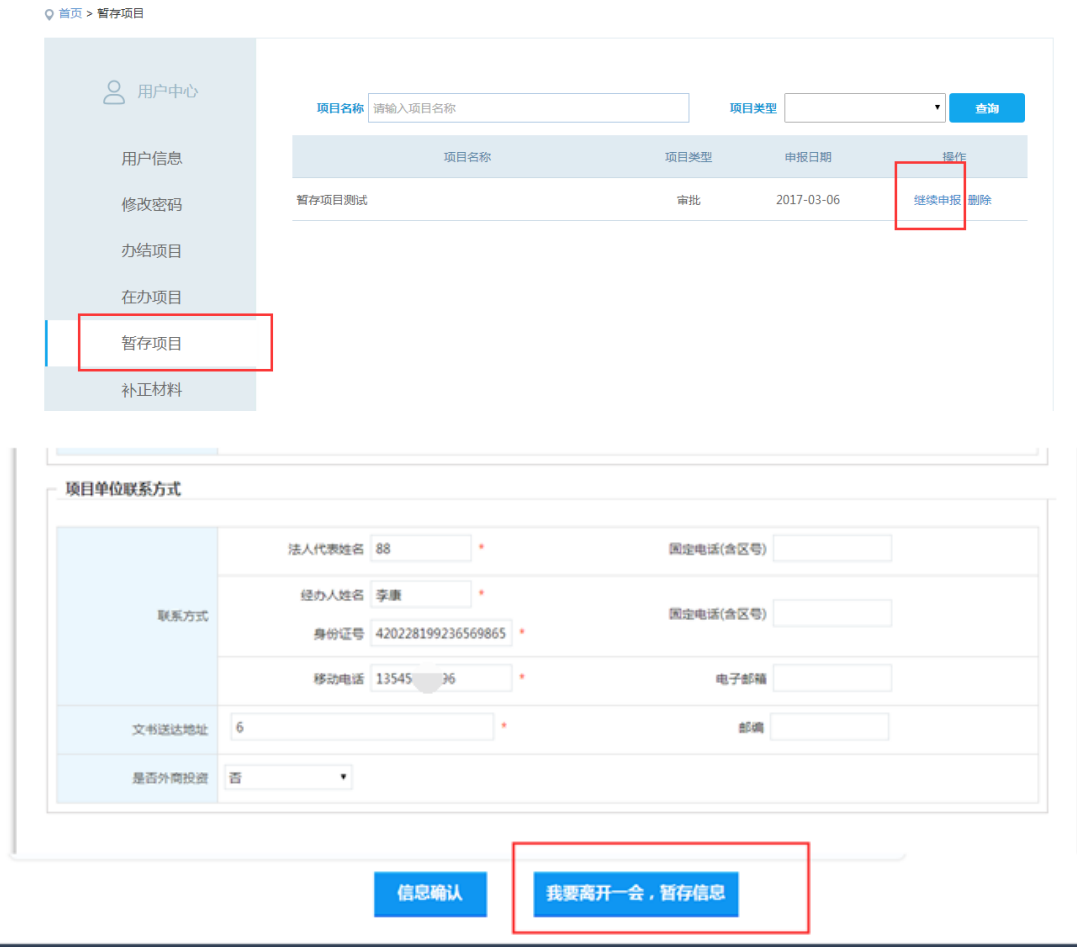 首页 > 暂存项目
用户中心
项目名称 请输入项目名称 项目类型 查询
项目名称 项目类型 申报日期 操作
用户信息
暂存项目测试 审批 2017-03-06 继续申报 删除
修改密码
办结项目
在办项目
暂存项目
补正材料
项目单位联系方式
法人代表姓名 88 * 固定电话(含区号)
经办人姓名 李康 *
联系方式 固定电话(含区号)
身份证号 420228199236569865 *
移动电话 13545 96 * 电子邮箱
文书送达地址 6 * 邮编
是否外商投资 否
信息确认 我要离开一会，暂存信息